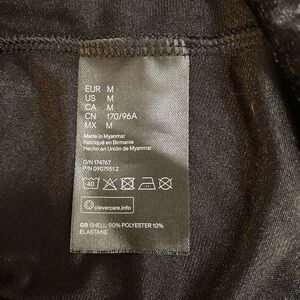 EUR M
US M
CA M
CN 170/96A
MX M
Made in Myanmar
Fabriqué en Birmanie
Hecho en Unión de Myanmar
O/N 174767
P/N 09079512
40
clevercare.info
GB SHELL: 90% POLYESTER 10%
ELASTANE